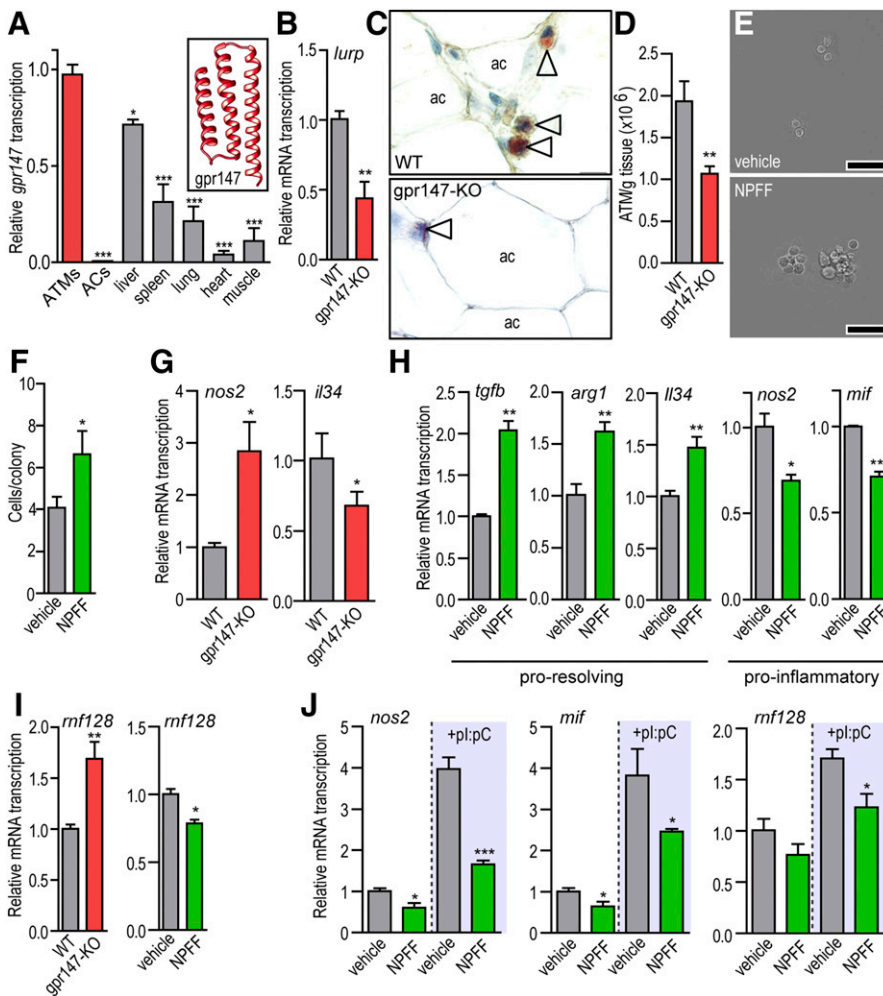 A
Relative gpr147 transcription
1.0
0.5
0.0
*
***
***
***
***
***
gpr147
ATMs
ACs
liver
spleen
lung
heart
muscle
B
lurp
Relative mRNA transcription
1.5
1.0
0.5
0.0
**
WT
gpr147-KO
C
ac
ac
WT
gpr147-KO
ac
ac
D
ATM/g tissue (x10^6)
2.5
2.0
1.5
1.0
0.5
0.0
**
WT
gpr147-KO
E
vehicle
NPFF
F
Cells/colony
10
8
6
4
2
0
*
vehicle
NPFF
G
Relative mRNA transcription
nos2
4
3
2
1
0
*
WT
gpr147-KO
il34
1.5
1.0
0.5
0.0
*
WT
gpr147-KO
H
Relative mRNA transcription
tgfb
2.5
2.0
1.5
1.0
0.5
0.0
**
vehicle
NPFF
arg1
2.0
1.5
1.0
0.5
0.0
**
vehicle
NPFF
Il34
2.0
1.5
1.0
0.5
0.0
**
vehicle
NPFF
pro-resolving
nos2
1.0
0.5
0.0
*
vehicle
NPFF
mif
1.0
0.5
0.0
**
vehicle
NPFF
pro-inflammatory
I
Relative mRNA transcription
rnf128
2.0
1.5
1.0
0.5
0.0
**
WT
gpr147-KO
rnf128
1.5
1.0
0.5
0.0
*
vehicle
NPFF
J
Relative mRNA transcription
nos2
5
4
3
2
1
0
+pI:pC
*
***
vehicle
NPFF
vehicle
NPFF
mif
5
4
3
2
1
0
+pI:pC
*
*
vehicle
NPFF
vehicle
NPFF
rnf128
2.0
1.5
1.0
0.5
0.0
+pI:pC
*
vehicle
NPFF
vehicle
NPFF